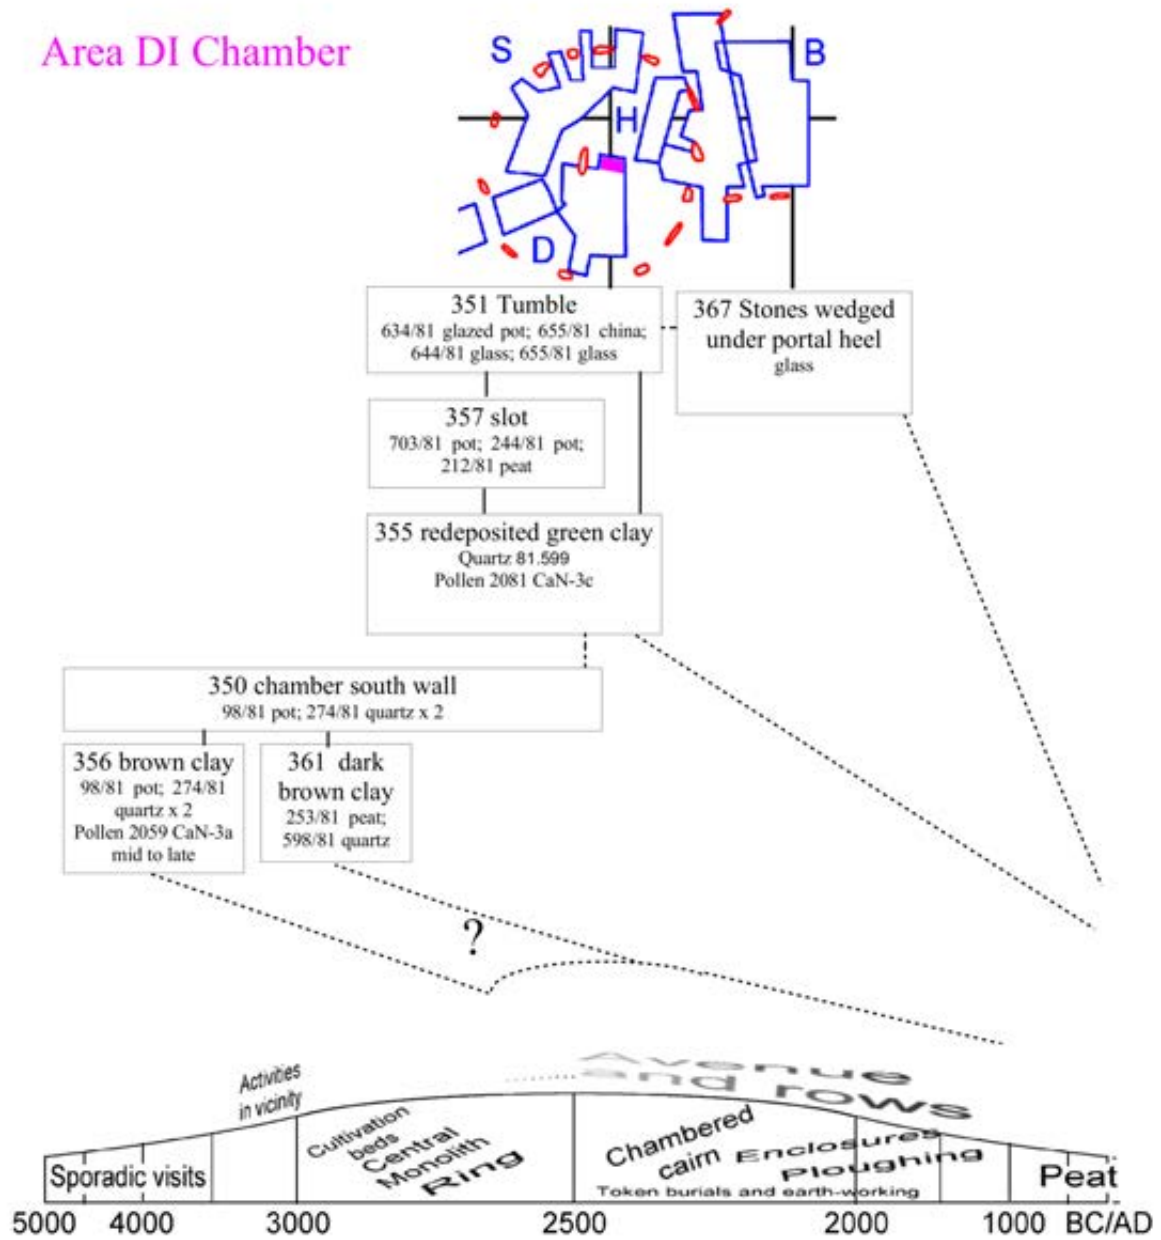 Area DI Chamber
S
B
H
D
351 Tumble
634/81 glazed pot; 655/81 china;
644/81 glass; 655/81 glass
367 Stones wedged
under portal heel
glass
357 slot
703/81 pot; 244/81 pot;
212/81 peat
355 redeposited green clay
Quartz 81.599
Pollen 2081 CaN-3c
350 chamber south wall
98/81 pot; 274/81 quartz x 2
356 brown clay
98/81 pot; 274/81
quartz x 2
Pollen 2059 CaN-3a
mid to late
361 dark
brown clay
253/81 peat;
598/81 quartz
?
Activities
in vicinity
Avenue
and rows
Sporadic visits
Cultivation
beds
Central
Monolith
Ring
Chambered
cairn
Enclosures
Ploughing
Token burials and earth-working
Peat
5000 4000 3000 2500 2000 1000 BC/AD